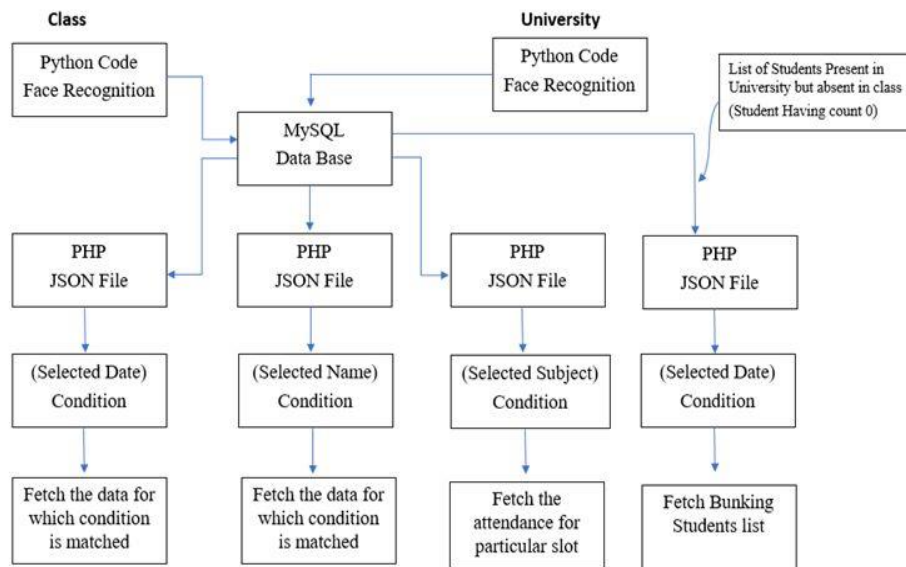 Class
University
Python Code
Face Recognition
Python Code
Face Recognition
List of Students Present in
University but absent in class
(Student Having count 0)
MySQL
Data Base
PHP
JSON File
PHP
JSON File
PHP
JSON File
PHP
JSON File
(Selected Date)
Condition
(Selected Name)
Condition
(Selected Subject)
Condition
(Selected Date)
Condition
Fetch the data for
which condition
is matched
Fetch the data for
which condition
is matched
Fetch the
attendance for
particular slot
Fetch Bunking
Students list